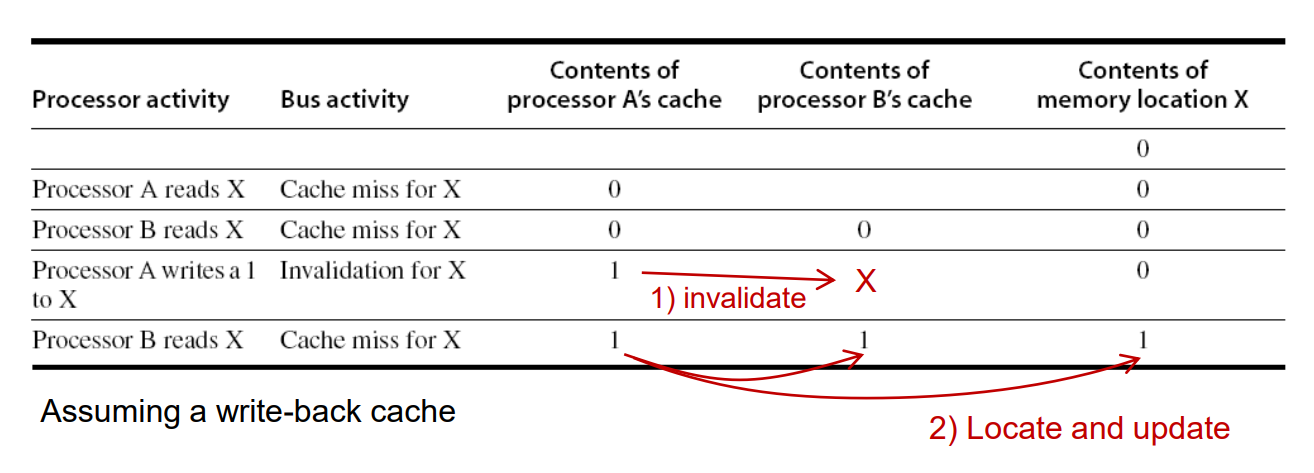 Contents of Contents of Contents of
Processor activity Bus activity processor A's cache processor B's cache memory location X
0
Processor A reads X Cache miss for X 0 0
Processor B reads X Cache miss for X 0 0 0
Processor A writes a 1 Invalidation for X 1 X 0
to X 1) invalidate
Processor B reads X Cache miss for X 1 1 1
Assuming a write-back cache
2) Locate and update